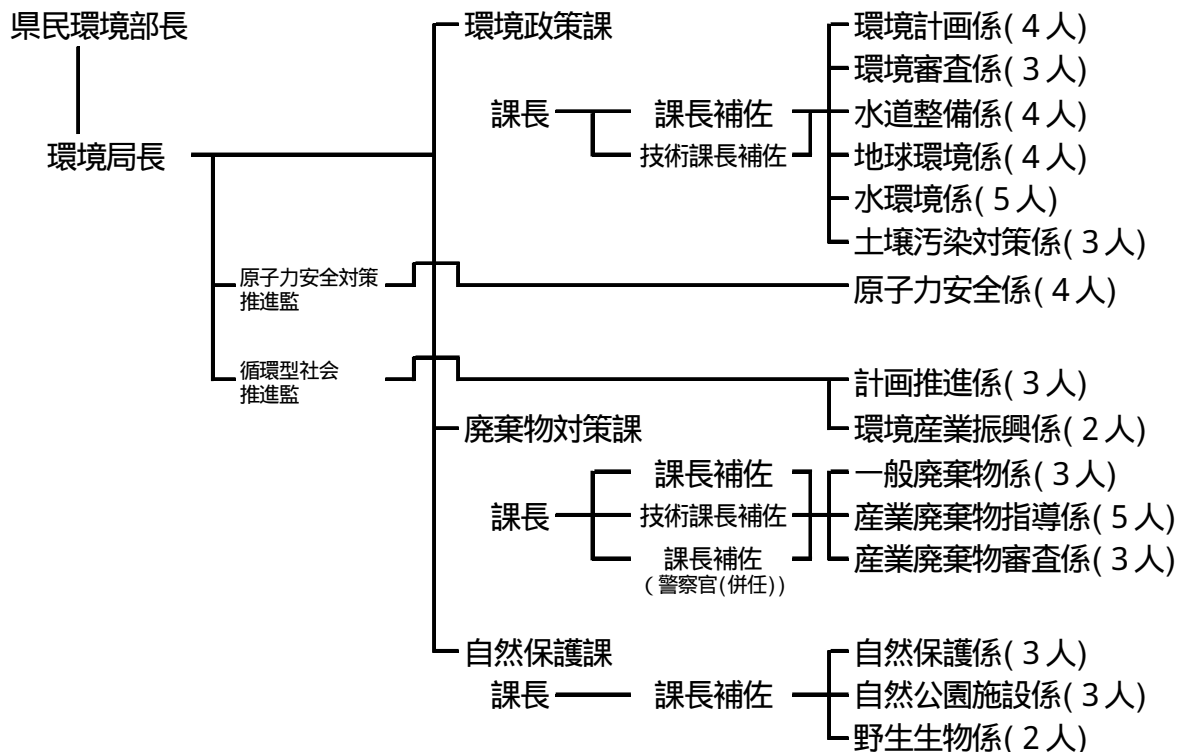 県民環境部長
環境局長
環境政策課
課長
課長補佐
技術課長補佐
環境計画係(4人)
環境審査係(3人)
水道整備係(4人)
地球環境係(4人)
水環境係(5人)
土壌汚染対策係(3人)
原子力安全対策
推進監
原子力安全係(4人)
循環型社会
推進監
計画推進係(3人)
環境産業振興係(2人)
廃棄物対策課
課長
課長補佐
技術課長補佐
課長補佐
(警察官(併任))
一般廃棄物係(3人)
産業廃棄物指導係(5人)
産業廃棄物審査係(3人)
自然保護課
課長
課長補佐
自然保護係(3人)
自然公園施設係(3人)
野生生物係(2人)